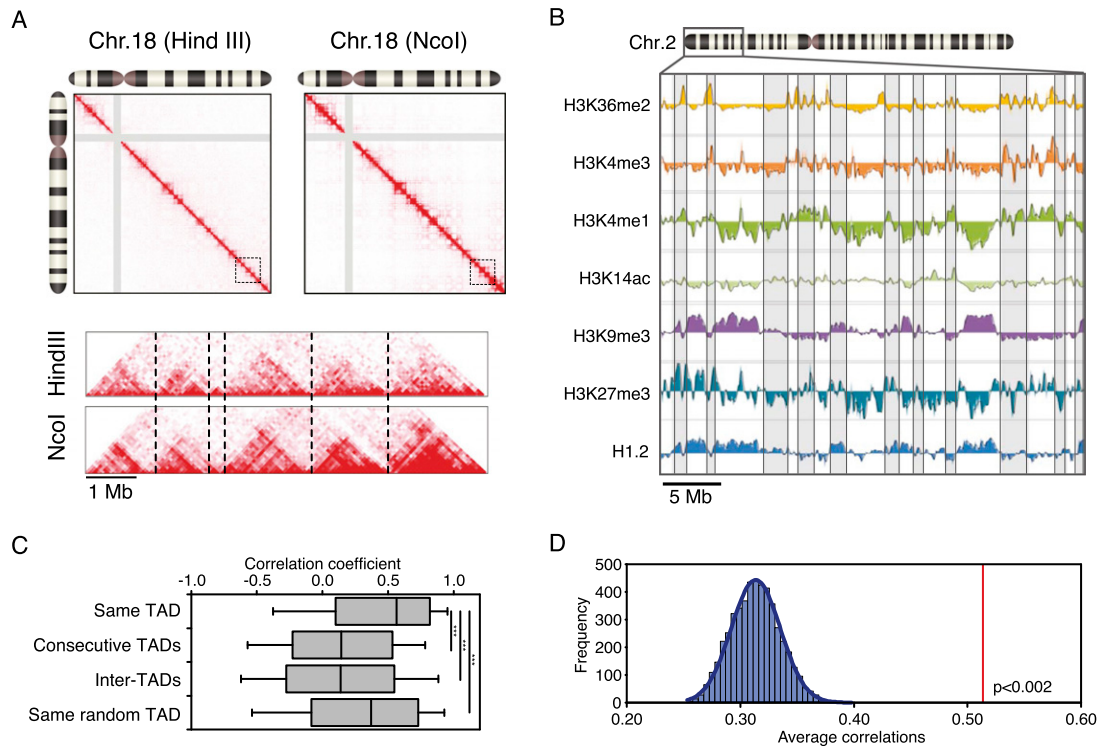 A
Chr.18 (Hind III)
Chr.18 (NcoI)
HindIII
NcoI
1 Mb
B
Chr.2
H3K36me2
H3K4me3
H3K4me1
H3K14ac
H3K9me3
H3K27me3
H1.2
5 Mb
C
Correlation coefficient
-1.0 -0.5 0.0 0.5 1.0
Same TAD
Consecutive TADs
Inter-TADs
Same random TAD
***
***
***
D
Frequency
500
400
300
200
100
0
p<0.002
0.20 0.30 0.40 0.50 0.60
Average correlations